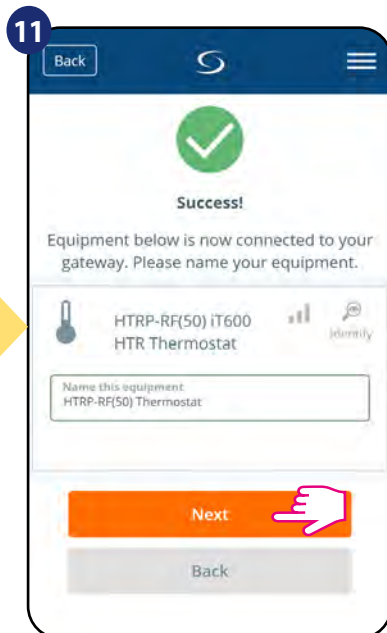 11
Back
Success!
Equipment below is now connected to your
gateway. Please name your equipment.
HTRP-RF(50) iT600
HTR Thermostat
Identify
Name this equipment
HTRP-RF(50) Thermostat
Next
Back